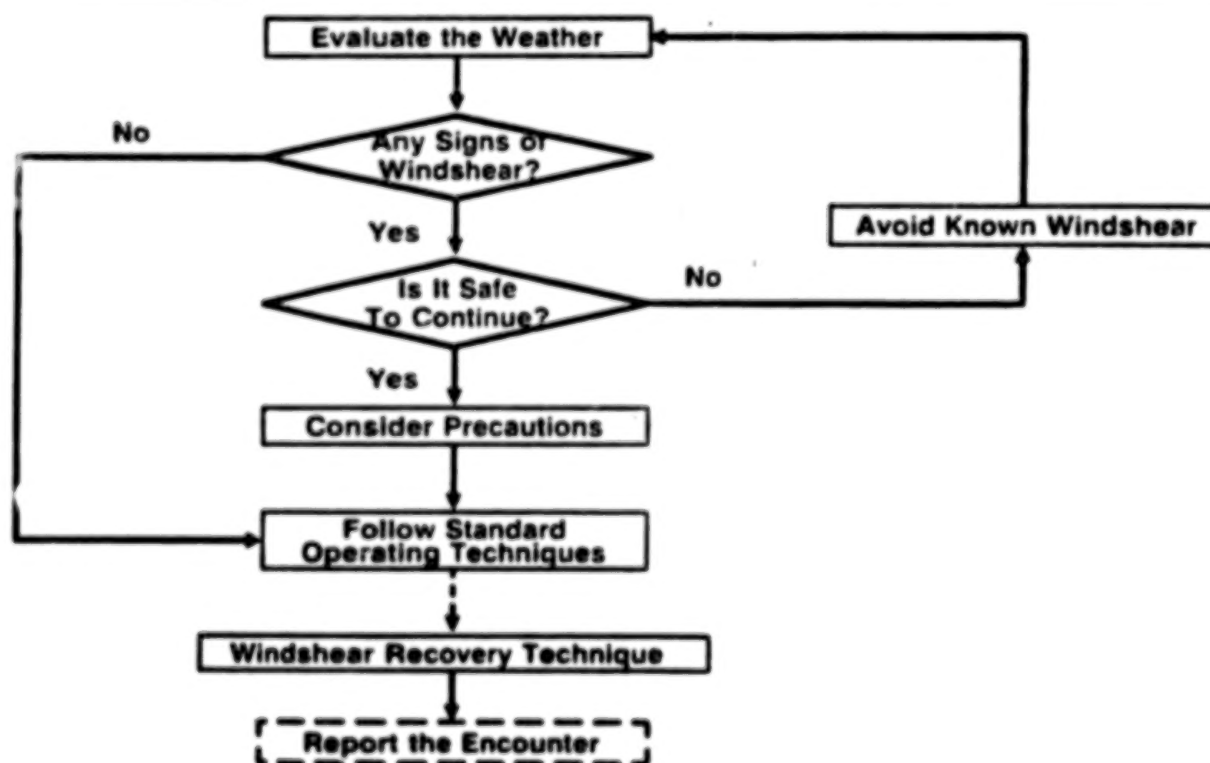 Evaluate the Weather
No
Any Signs of
Windshear?
Yes
Avoid Known Windshear
Is It Safe
To Continue?
No
Yes
Consider Precautions
Follow Standard
Operating Techniques
Windshear Recovery Technique
Report the Encounter